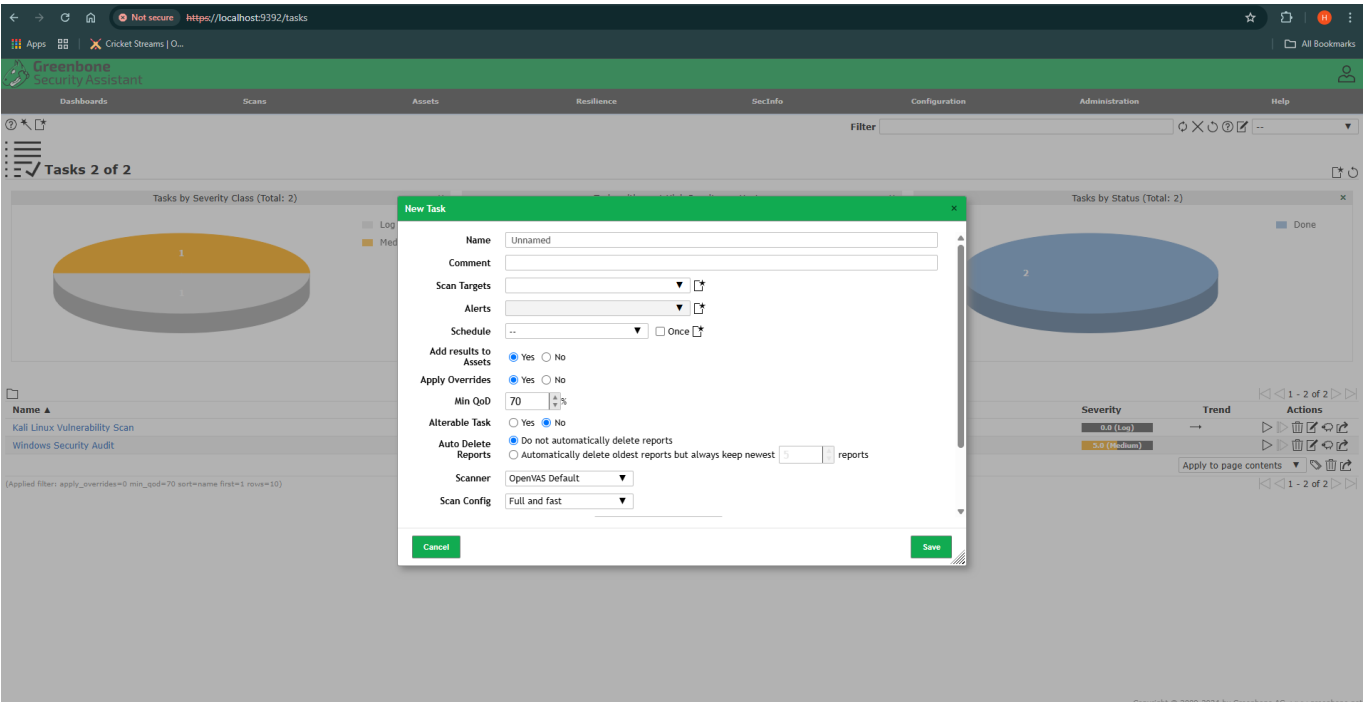 Not secure https://localhost:9392/tasks
H
Apps Cricket Streams | O... All Bookmarks
Greenbone
Security Assistant
Dashboards Scans Assets Resilience SecInfo Configuration Administration Help
Filter --
Tasks 2 of 2
Tasks by Severity Class (Total: 2) Tasks by Status (Total: 2)
Log
Med
1
1
Done
2
New Task
Name Unnamed
Comment
Scan Targets
Alerts
Schedule -- Once
Add results to
Assets
Yes No
Apply Overrides Yes No
Min QoD 70 %
Alterable Task Yes No
Auto Delete
Reports
Do not automatically delete reports
Automatically delete oldest reports but always keep newest 5 reports
Scanner OpenVAS Default
Scan Config Full and fast
Cancel Save
1 - 2 of 2
Name ▲ Severity Trend Actions
Kali Linux Vulnerability Scan 0.0 (Log)
Windows Security Audit 5.0 (Medium)
Apply to page contents
(Applied filter: apply_overrides=0 min_qod=70 sort=name first=1 rows=10) 1 - 2 of 2